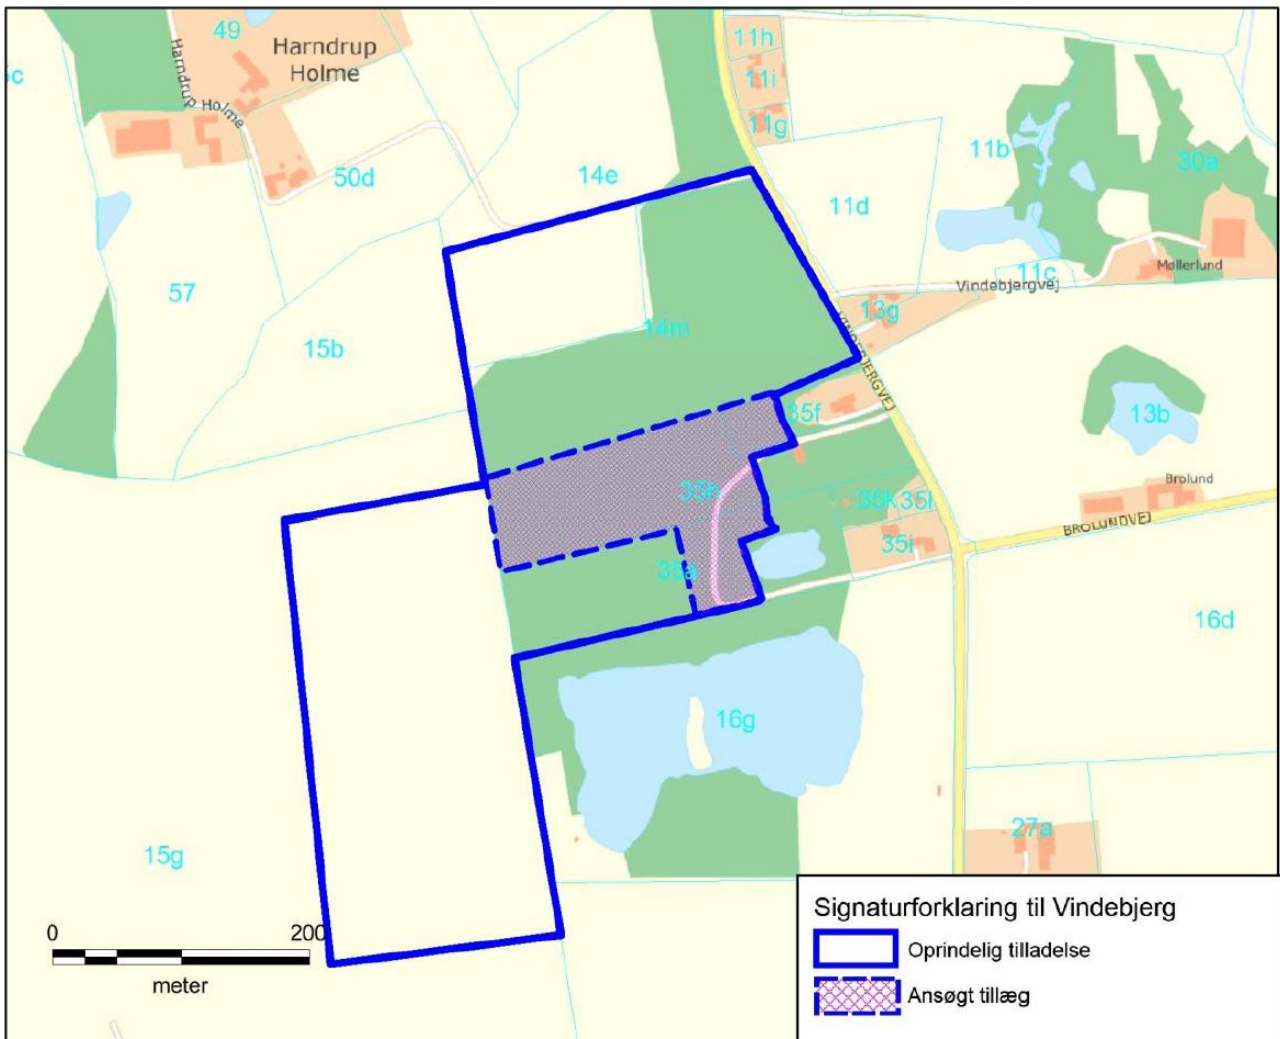 49
Harndrup
Holme
Harndrup Holme
11h
11i
11g
11b
30a
50d
14e
11d
57
11c
Møllerlund
Vindebjergvej
13g
14m
VINDEBJERGVEJ
15b
35f
13b
35h
35k
35l
Brolund
BROLUNDVEJ
35i
35a
16d
16g
27a
15g
0
200
meter
Signaturforklaring til Vindebjerg
Oprindelig tilladelse
Ansøgt tillæg